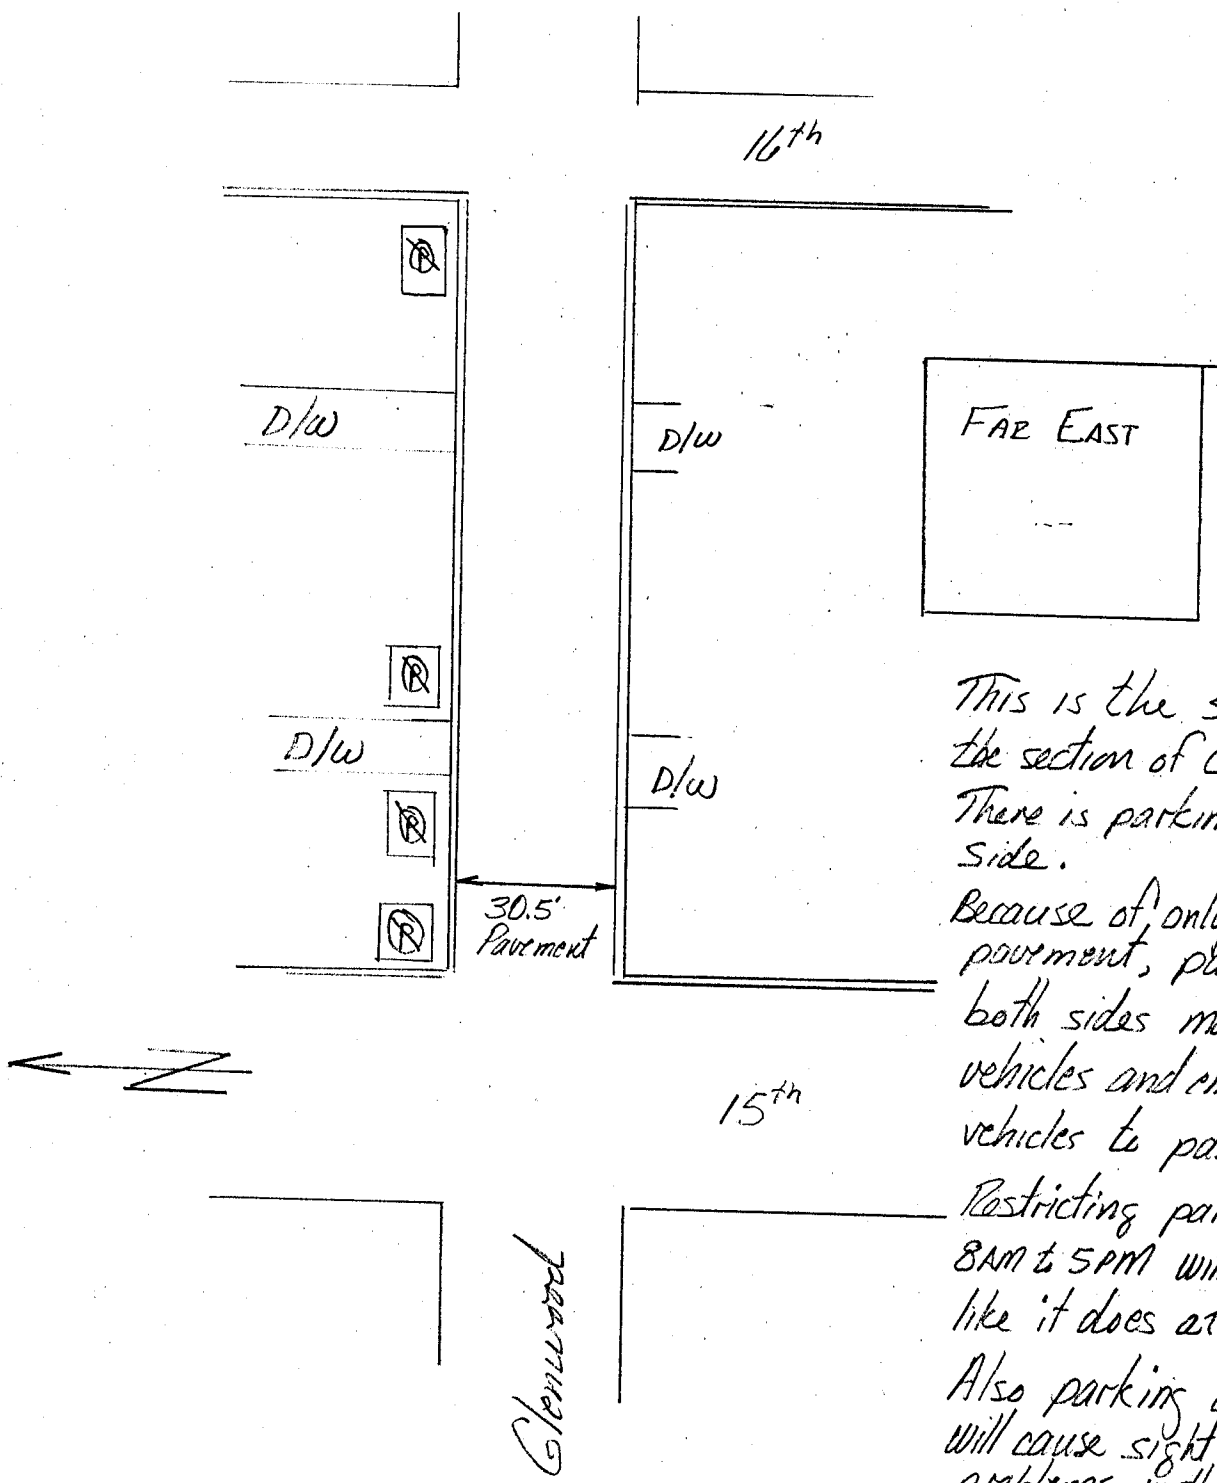 16th
D/W
D/W
FAR EAST
D/W
D/W
30.5'
Pavement
15th
Glenwood
This is the
the section of
There is parkin
side.
Because of only
pavement,
both sides
vehicles and
vehicles to
Restricting
8AM to 5PM
like it does
Also parking
will cause sight